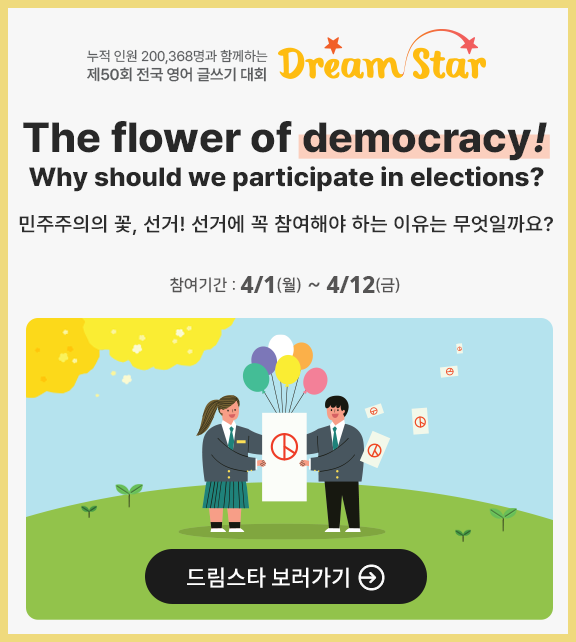 누적 인원 200,368명과 함께하는
제50회 전국 영어 글쓰기 대회
Dream Star
The flower of democracy!
Why should we participate in elections?
민주주의의 꽃, 선거! 선거에 꼭 참여해야 하는 이유는 무엇일까요?
참여기간 : 4/1(월) ~ 4/12(금)
드림스타 보러가기